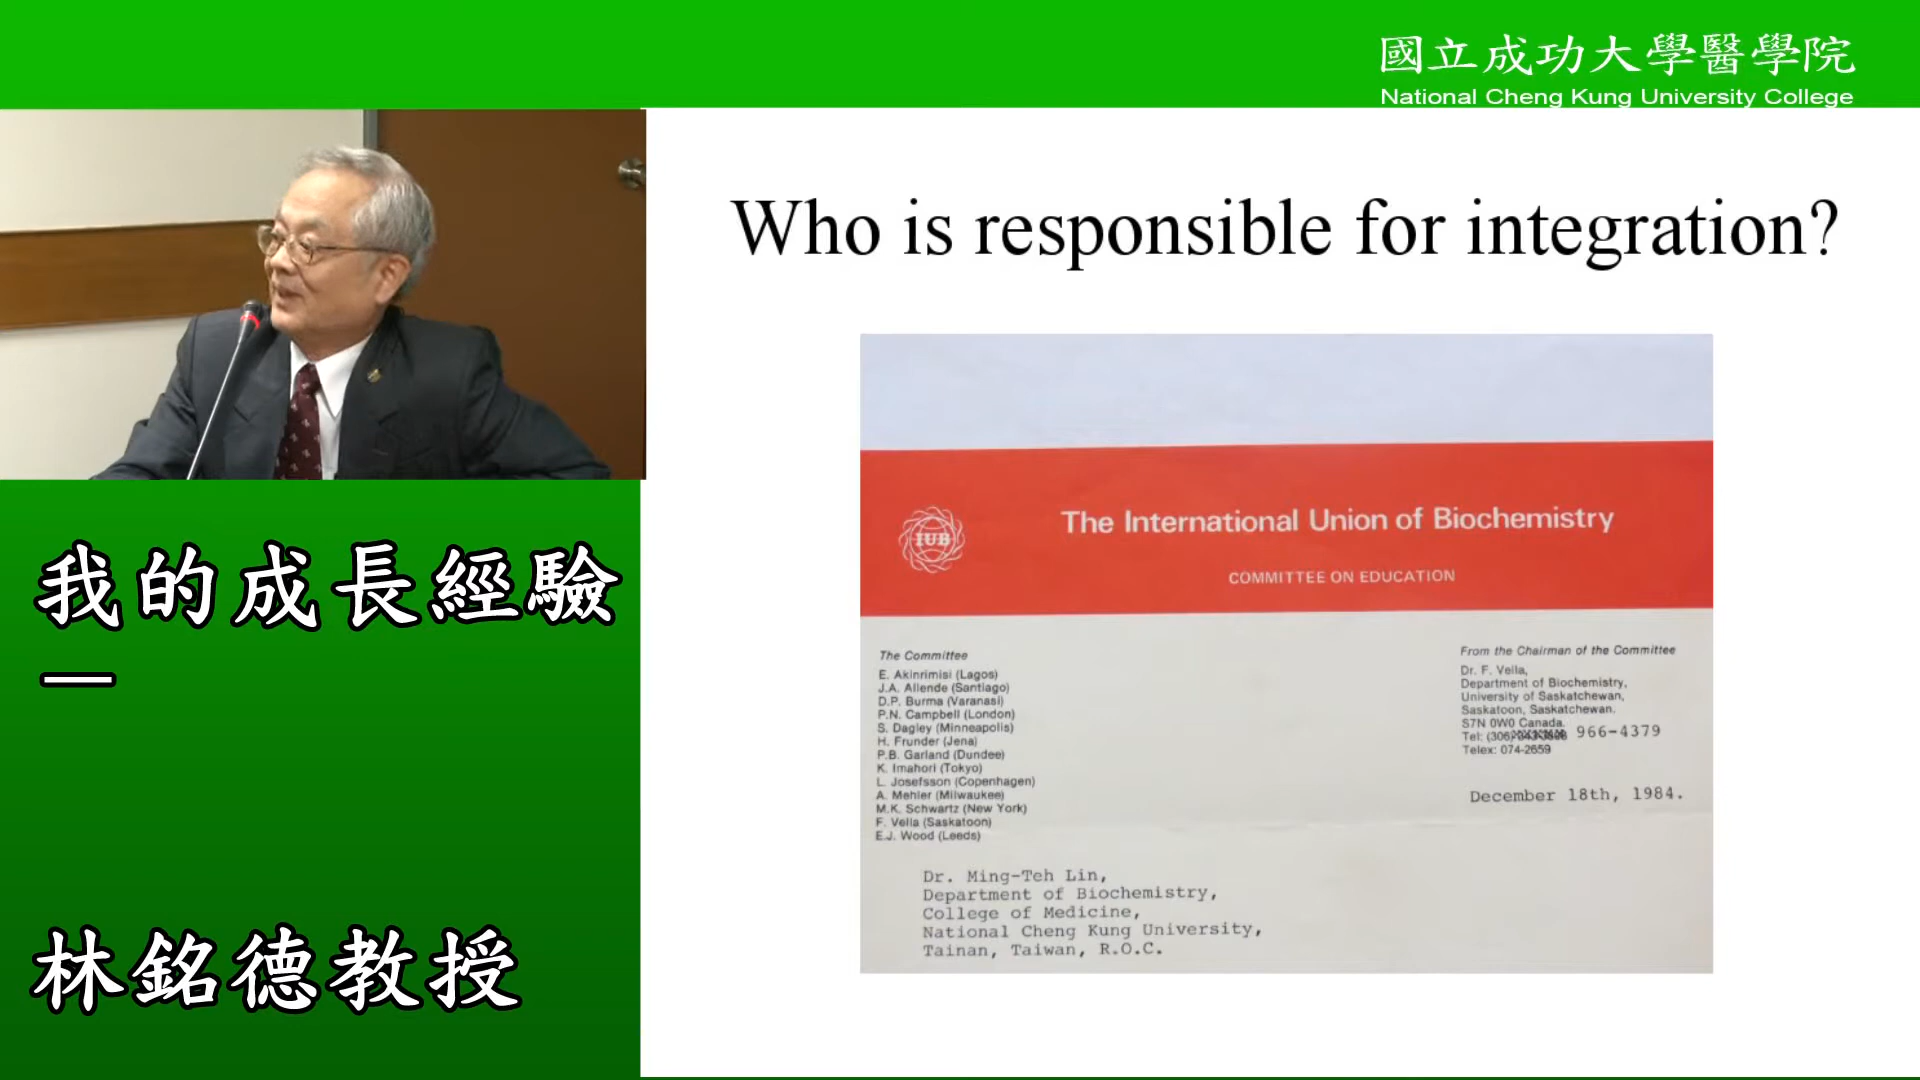 國立成功大學醫學院
National Cheng Kung University College
Who is responsible for integration?
IUB
The International Union of Biochemistry
COMMITTEE ON EDUCATION
The Committee
E. Akinrimisi (Lagos)
J.A. Allende (Santiago)
D.P. Burma (Varanasi)
P.N. Campbell (London)
S. Dagley (Minneapolis)
H. Frunder (Jena)
P.B. Garland (Dundee)
K. Imahori (Tokyo)
L. Josefsson (Copenhagen)
A. Mehler (Milwaukee)
M.K. Schwartz (New York)
F. Vella (Saskatoon)
E.J. Wood (Leeds)
From the Chairman of the Committee
Dr. F. Vella,
Department of Biochemistry,
University of Saskatchewan,
Saskatoon, Saskatchewan.
S7N 0W0 Canada.
Tel: (306) 966-4379
Telex: 074-2659
December 18th, 1984.
Dr. Ming-Teh Lin,
Department of Biochemistry,
College of Medicine,
National Cheng Kung University,
Tainan, Taiwan, R.O.C.
我的成長經驗
—
林銘德教授